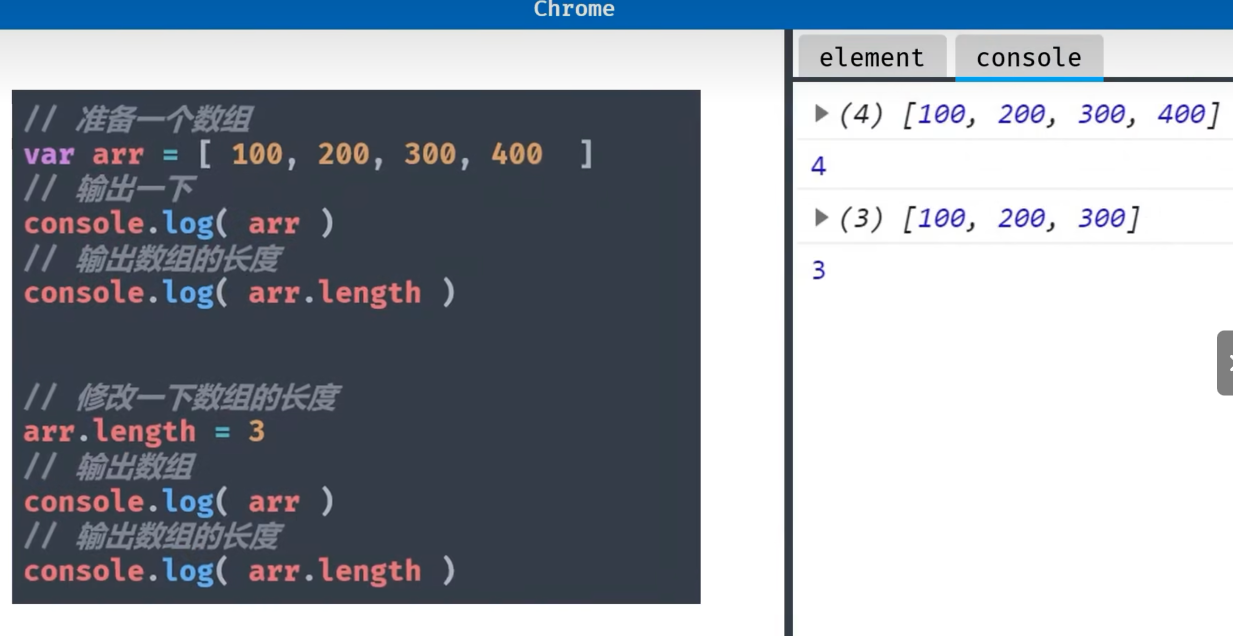 Chrome
// 准备一个数组
var arr = [ 100, 200, 300, 400  ]
// 输出一下
console.log( arr )
// 输出数组的长度
console.log( arr.length )
// 修改一下数组的长度
arr.length = 3
// 输出数组
console.log( arr )
// 输出数组的长度
console.log( arr.length )
element console
(4) [100, 200, 300, 400]
4
(3) [100, 200, 300]
3